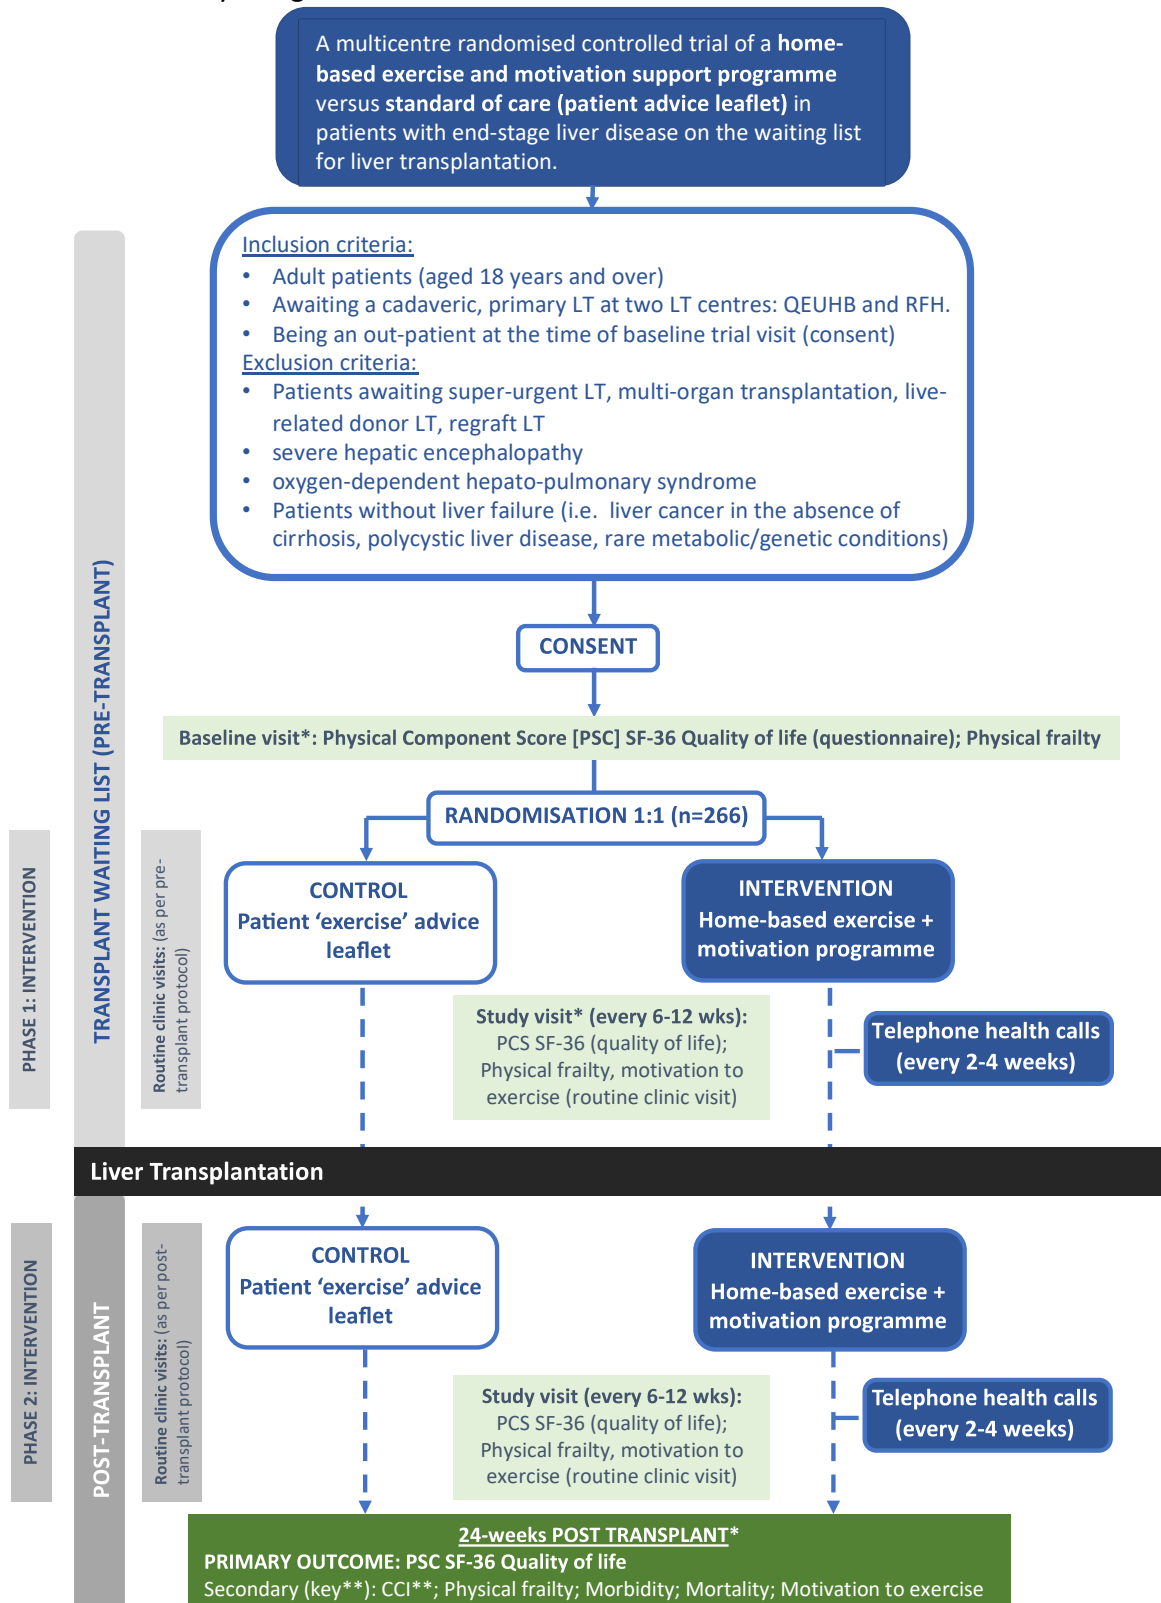 A multicentre randomised controlled trial of a home-
based exercise and motivation support programme
versus standard of care (patient advice leaflet) in
patients with end-stage liver disease on the waiting list
for liver transplantation.
Inclusion criteria:
• Adult patients (aged 18 years and over)
• Awaiting a cadaveric, primary LT at two LT centres: QEUHB and RFH.
• Being an out-patient at the time of baseline trial visit (consent)
Exclusion criteria:
• Patients awaiting super-urgent LT, multi-organ transplantation, live-
related donor LT, regraft LT
• severe hepatic encephalopathy
• oxygen-dependent hepato-pulmonary syndrome
• Patients without liver failure (i.e. liver cancer in the absence of
cirrhosis, polycystic liver disease, rare metabolic/genetic conditions)
CONSENT
Baseline visit*: Physical Component Score [PSC] SF-36 Quality of life (questionnaire); Physical frailty
RANDOMISATION 1:1 (n=266)
TRANSPLANT WAITING LIST (PRE-TRANSPLANT)
PHASE 1: INTERVENTION
Routine clinic visits: (as per pre-
transplant protocol)
CONTROL
Patient ‘exercise’ advice
leaflet
INTERVENTION
Home-based exercise +
motivation programme
Study visit* (every 6-12 wks):
PCS SF-36 (quality of life);
Physical frailty, motivation to
exercise (routine clinic visit)
Telephone health calls
(every 2-4 weeks)
Liver Transplantation
PHASE 2: INTERVENTION
POST-TRANSPLANT
Routine clinic visits: (as per post-
transplant protocol)
CONTROL
Patient ‘exercise’ advice
leaflet
INTERVENTION
Home-based exercise +
motivation programme
Study visit (every 6-12 wks):
PCS SF-36 (quality of life);
Physical frailty, motivation to
exercise (routine clinic visit)
Telephone health calls
(every 2-4 weeks)
24-weeks POST TRANSPLANT*
PRIMARY OUTCOME: PSC SF-36 Quality of life
Secondary (key**): CCI**; Physical frailty; Morbidity; Mortality; Motivation to exercise